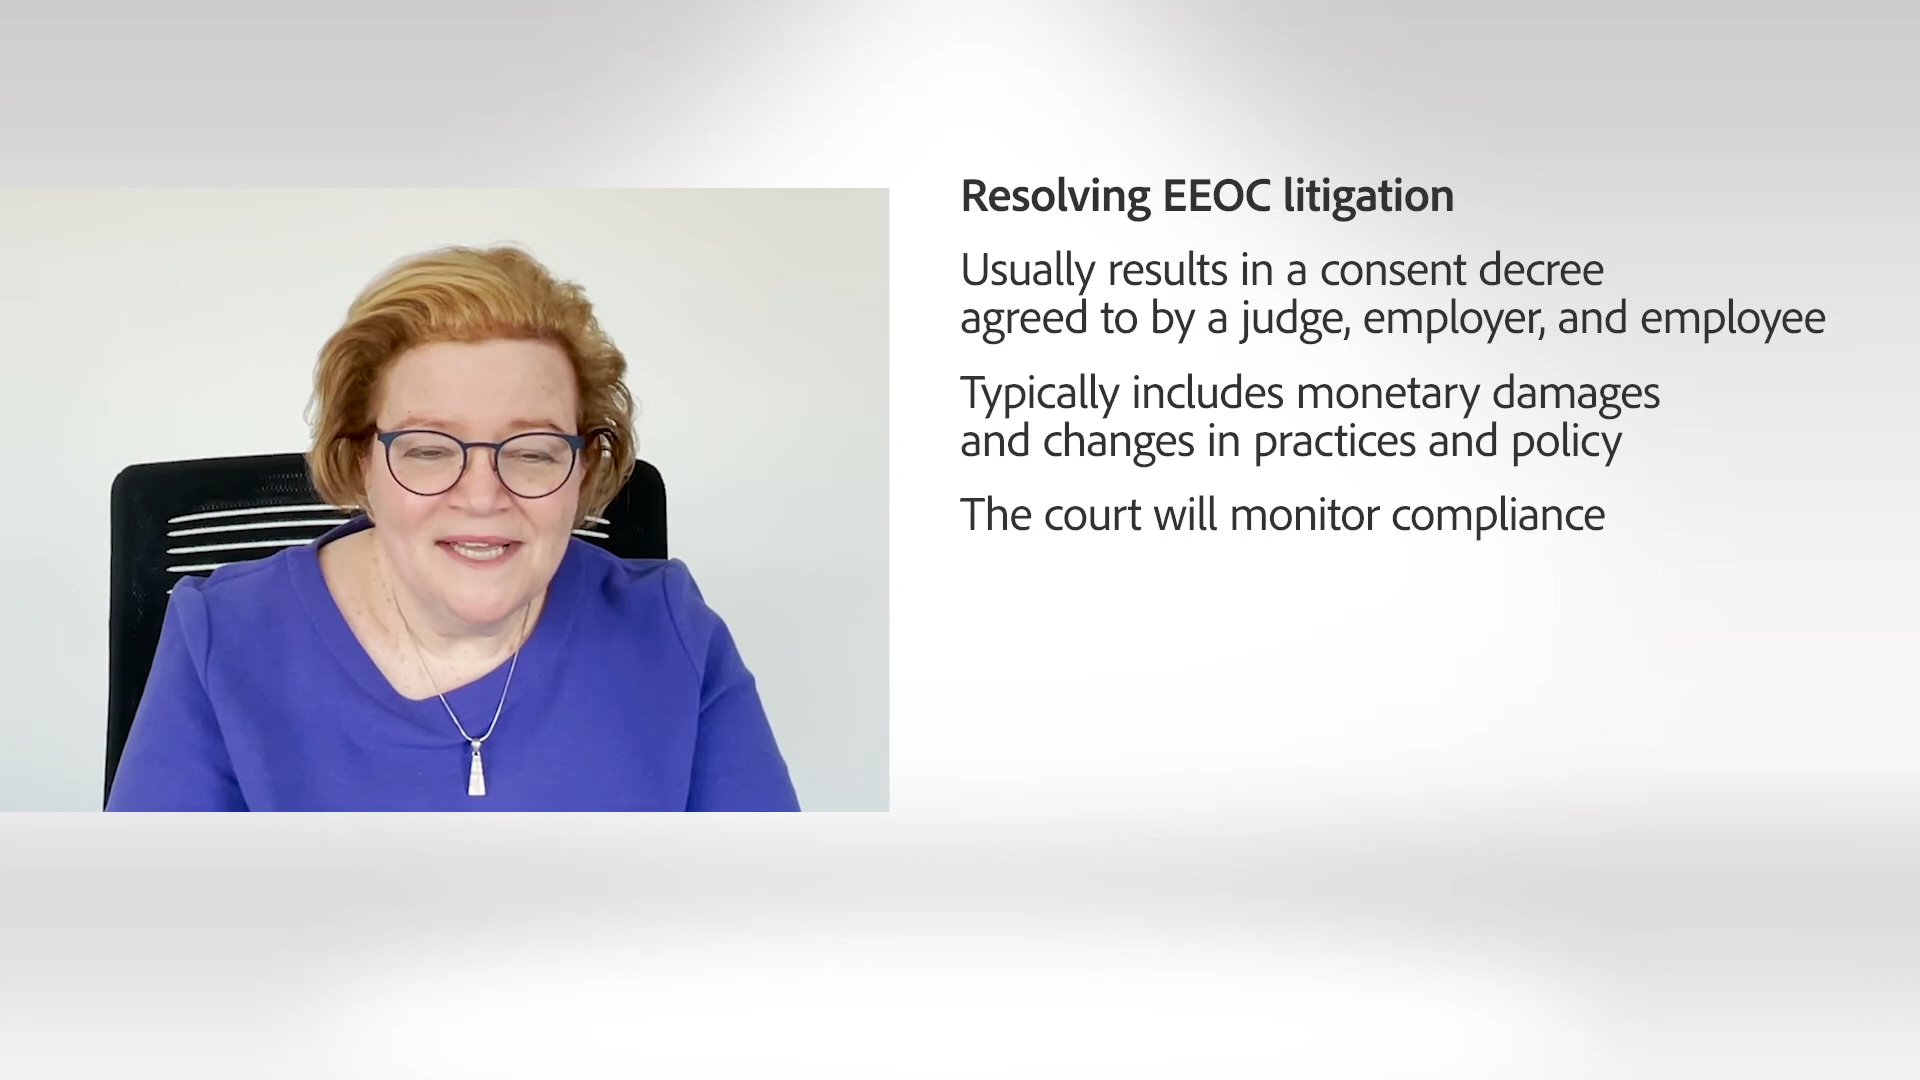 Resolving EEOC litigation
Usually results in a consent decree
agreed to by a judge, employer, and employee
Typically includes monetary damages
and changes in practices and policy
The court will monitor compliance